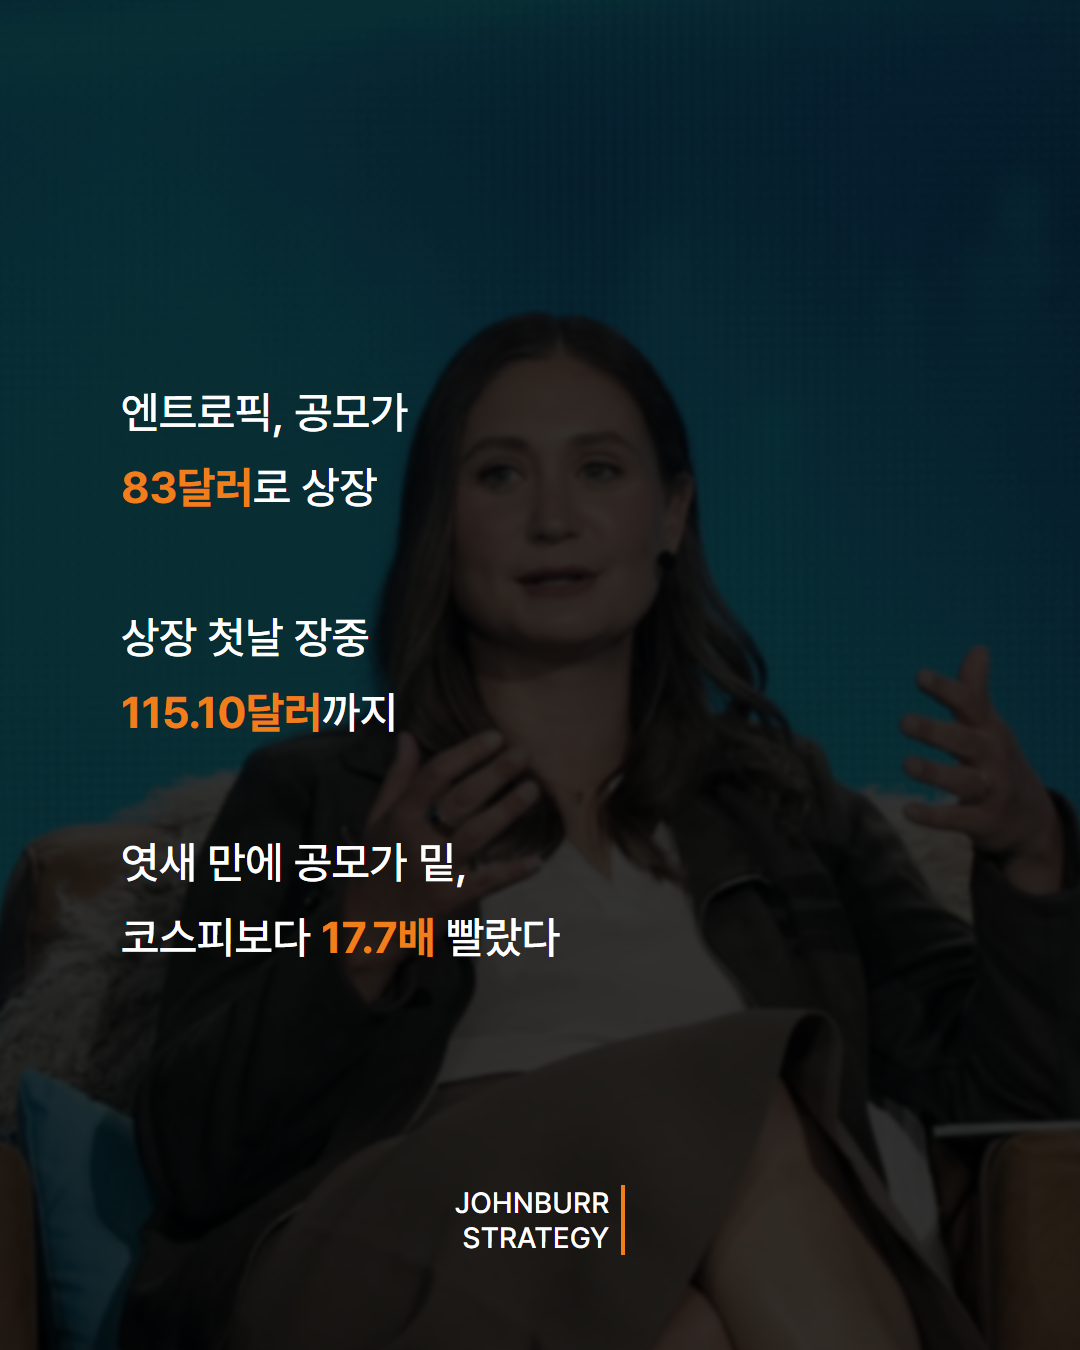 엔트로픽, 공모가
83달러로 상장
상장 첫날 장중
115.10달러까지
엿새 만에 공모가 밑,
코스피보다 17.7배 빨랐다
JOHNBURR
STRATEGY